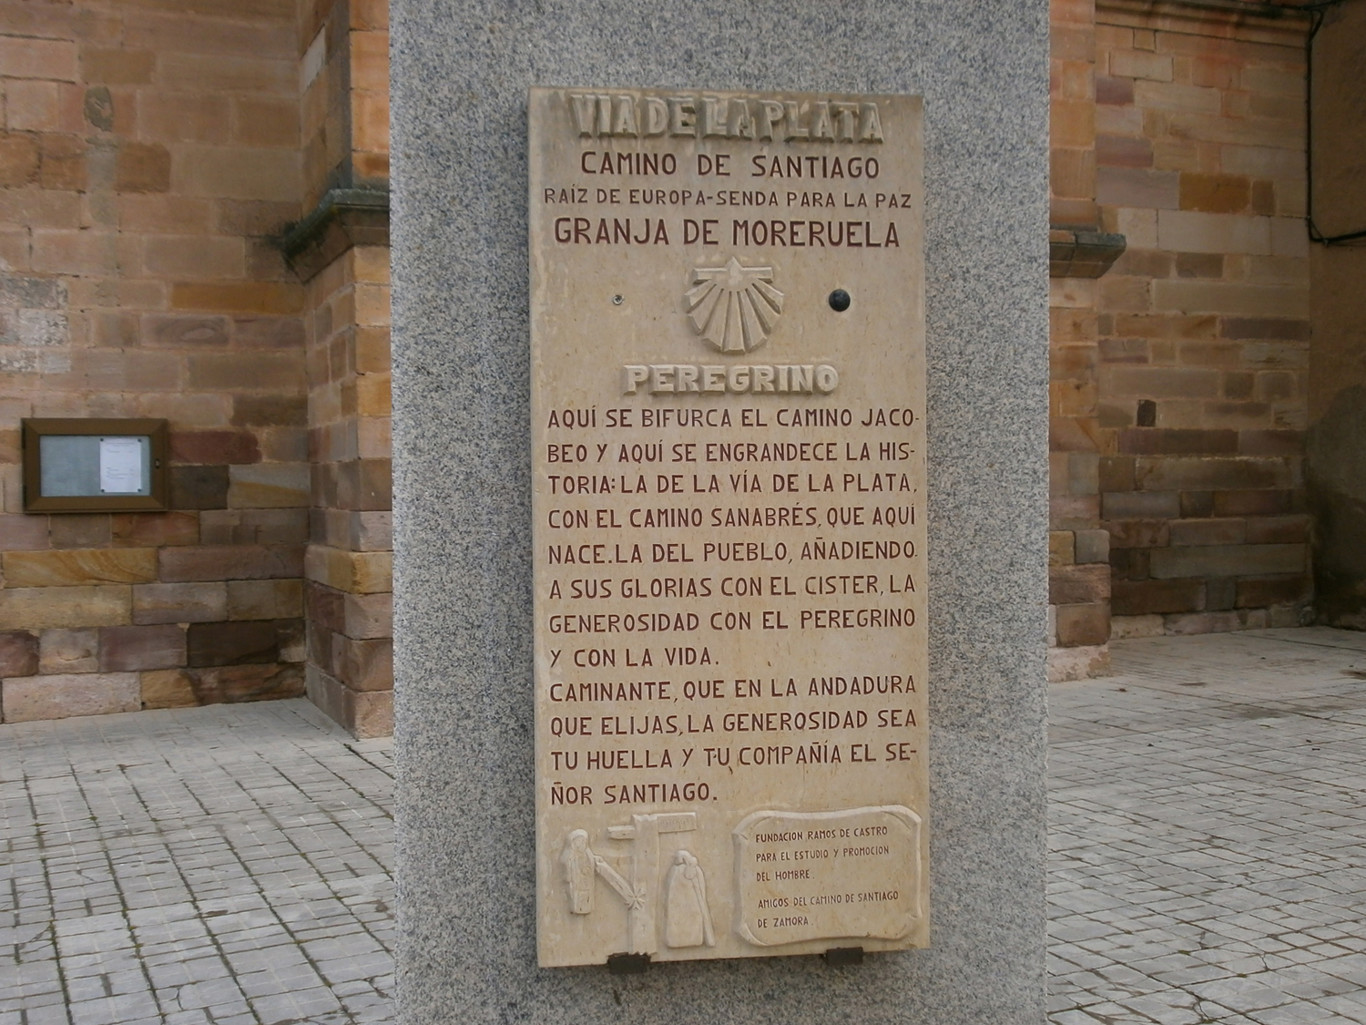 VIA DE LA PLATA
CAMINO DE SANTIAGO
RAÍZ DE EUROPA-SENDA PARA LA PAZ
GRANJA DE MORERUELA
PEREGRINO
AQUÍ SE BIFURCA EL CAMINO JACO-
BEO Y AQUÍ SE ENGRANDECE LA HIS-
TORIA: LA DE LA VÍA DE LA PLATA,
CON EL CAMINO SANABRÉS, QUE AQUÍ
NACE. LA DEL PUEBLO, AÑADIENDO
A SUS GLORIAS CON EL CISTER, LA
GENEROSIDAD CON EL PEREGRINO
Y CON LA VIDA.
CAMINANTE, QUE EN LA ANDADURA
QUE ELIJAS, LA GENEROSIDAD SEA
TU HUELLA Y TU COMPAÑÍA EL SE-
ÑOR SANTIAGO.
FUNDACION RAMOS DE CASTRO
PARA EL ESTUDIO Y PROMOCION
DEL HOMBRE.
AMIGOS DEL CAMINO DE SANTIAGO
DE ZAMORA.